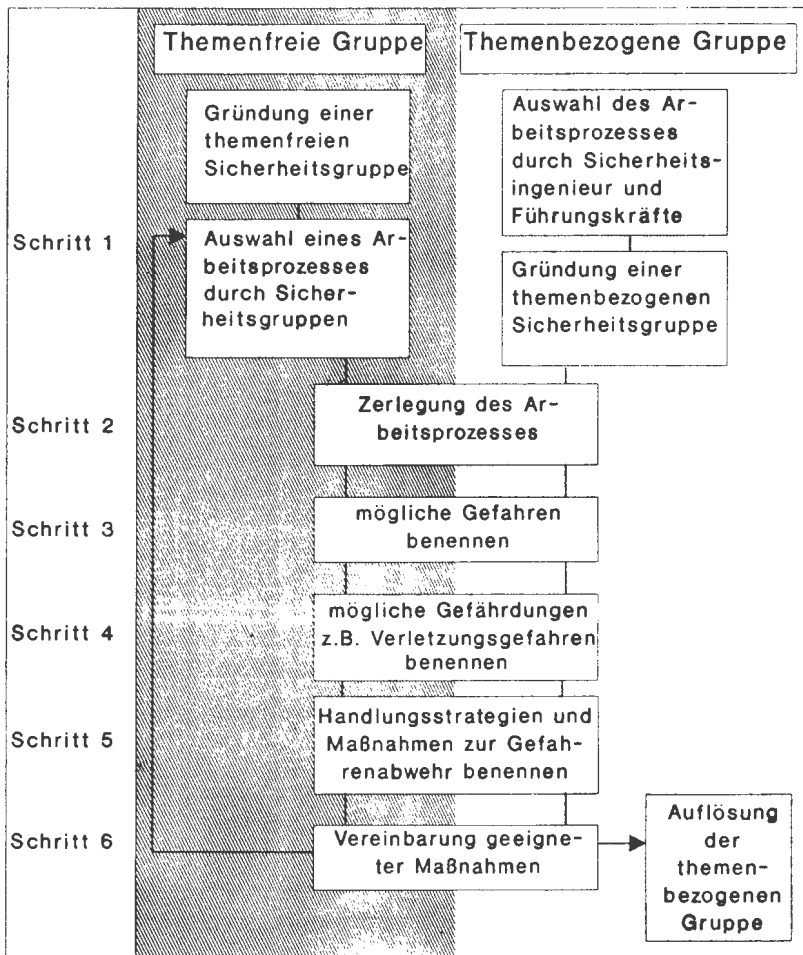 Themenfreie Gruppe
Themenbezogene Gruppe
Gründung einer
themenfreien
Sicherheitsgruppe
Auswahl des Ar-
beitsprozesses
durch Sicherheits-
ingenieur und
Führungskräfte
Schritt 1
Auswahl eines Ar-
beitsprozesses
durch Sicher-
heitsgruppen
Gründung einer
themenbezogenen
Sicherheitsgruppe
Schritt 2
Zerlegung des Ar-
beitsprozesses
Schritt 3
mögliche Gefahren
benennen
Schritt 4
mögliche Gefährdungen
z.B. Verletzungsgefahren
benennen
Schritt 5
Handlungsstrategien und
Maßnahmen zur Gefah-
renabwehr benennen
Schritt 6
Vereinbarung geeigne-
ter Maßnahmen
Auflösung
der
themen-
bezogenen
Gruppe